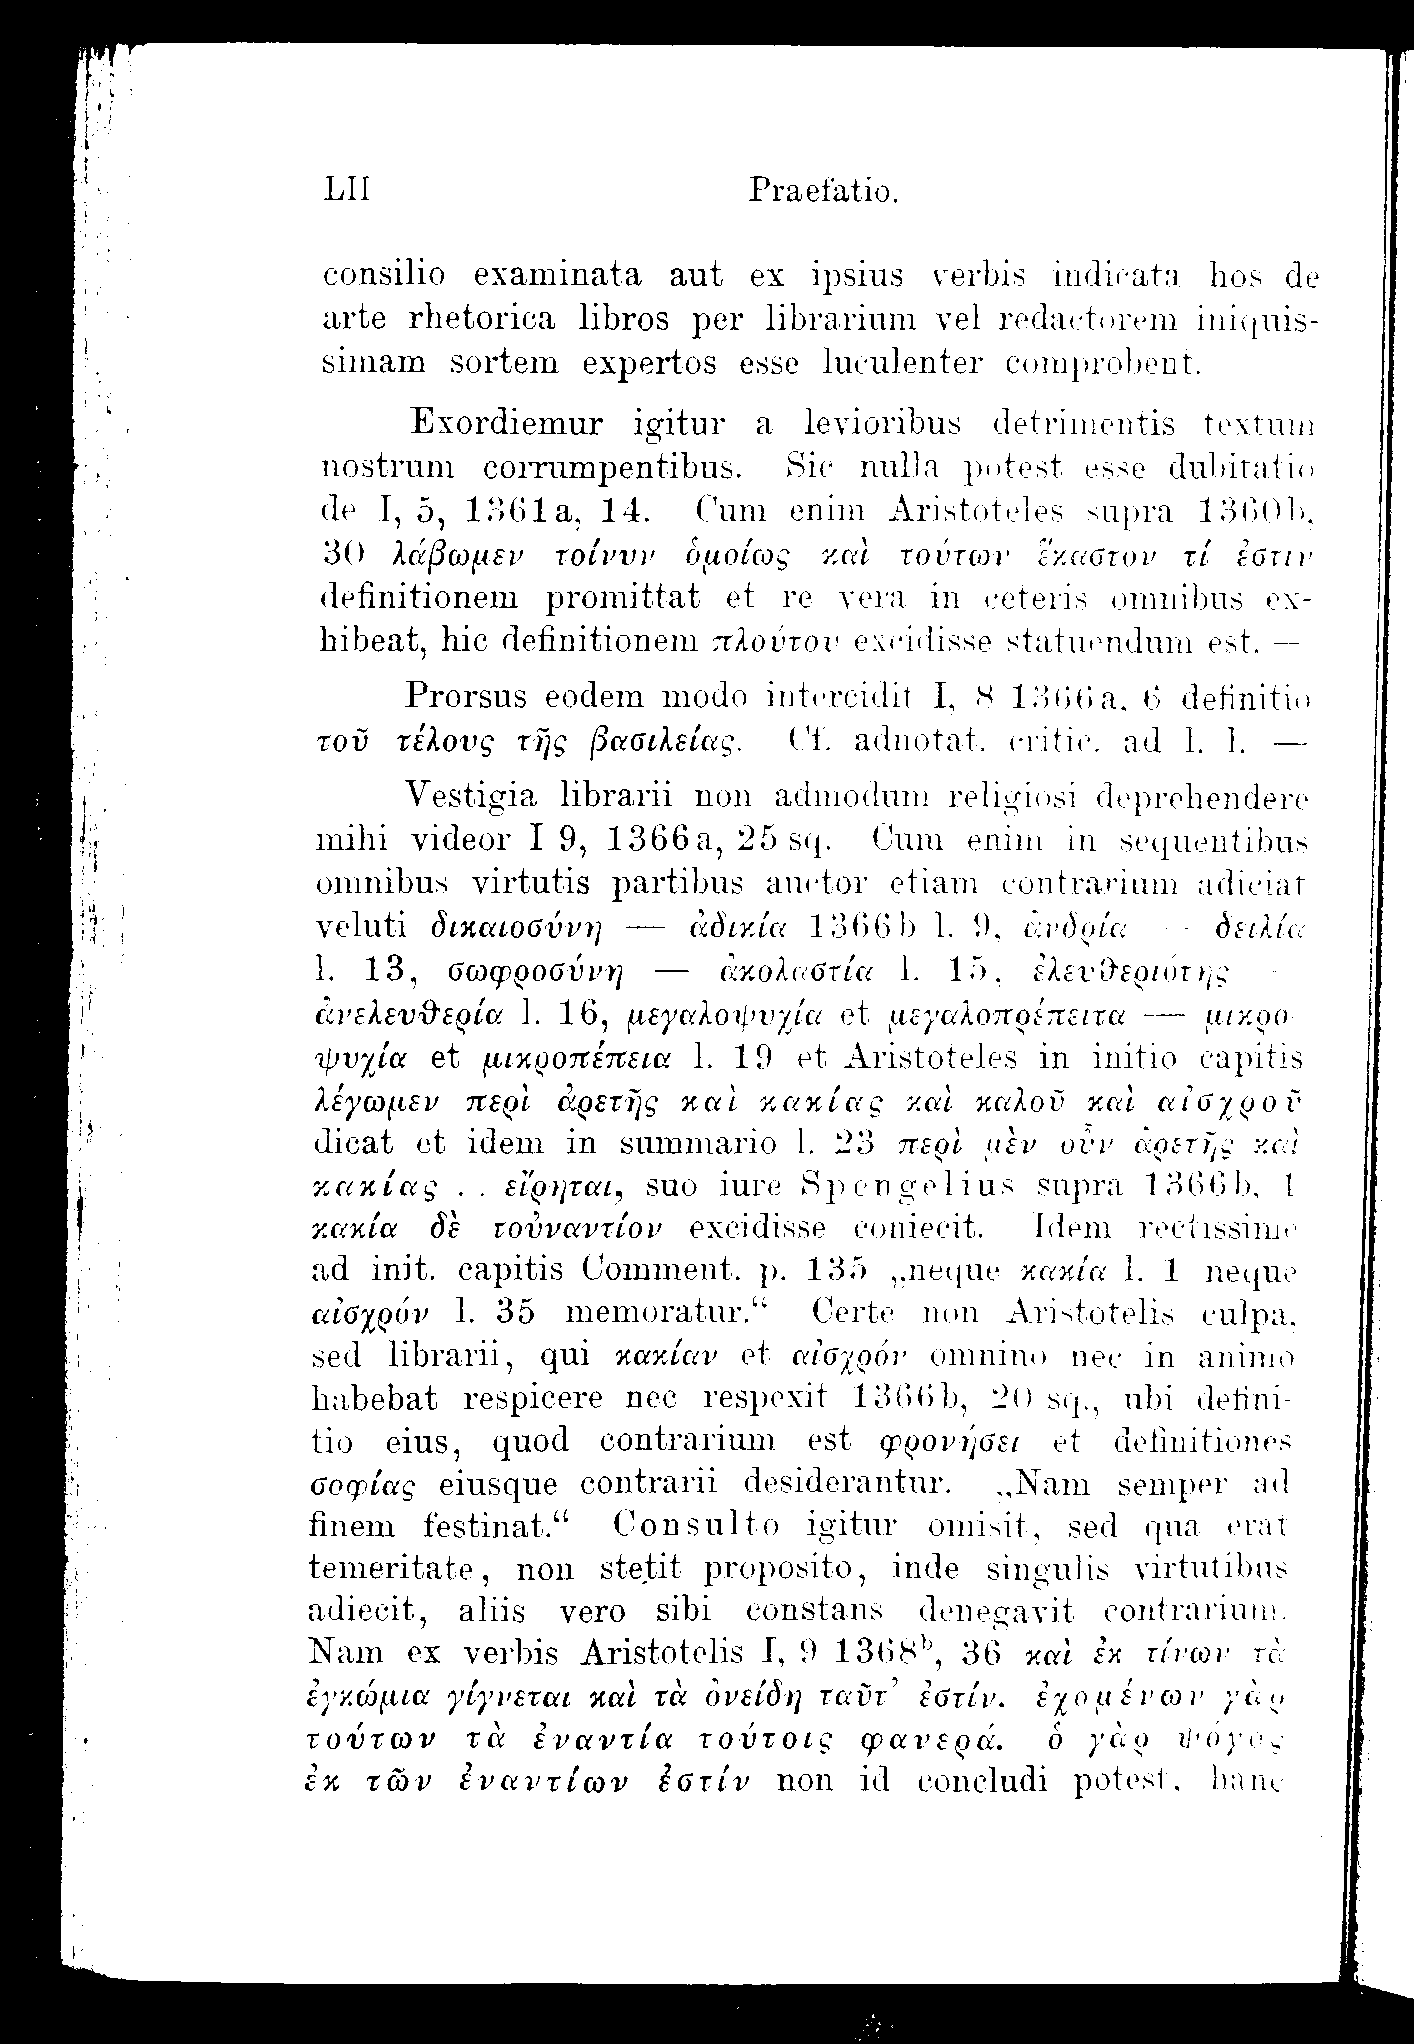 LII Praefatio.
consilio examinata aut ex ipsius verbis indicata hos de
arte rhetorica libros per librarium vel redactorem iniquis-
simam sortem expertos esse luculenter comprobent.
Exordiemur igitur a levioribus detrimentis textum
nostrum corrumpentibus. Sic nulla potest esse dubitatio
de I, 5, 1361a, 14. Cum enim Aristoteles supra 1360b,
30 λάβωμεν τοίνυν ὁμοίως καὶ τούτων ἕκαστον τί ἐστιν
definitionem promittat et re vera in ceteris omnibus ex-
hibeat, hic definitionem πλούτου excidisse statuendum est. —
Prorsus eodem modo intercidit I, 8 1366a, 6 definitio
τοῦ τέλους τῆς βασιλείας. Cf. adnotat. critic. ad l. l. —
Vestigia librarii non admodum religiosi deprehendere
mihi videor I 9, 1366a, 25 sq. Cum enim in sequentibus
omnibus virtutis partibus auctor etiam contrarium adiciat
veluti δικαιοσύνη — ἀδικία 1366b l. 9, ἀνδρία — δειλία
l. 13, σωφροσύνη — ἀκολαστία l. 15, ἐλευθεριότης —
ἀνελευθερία l. 16, μεγαλοψυχία et μεγαλοπρέπειτα — μικρο-
ψυχία et μικροπέπεια l. 19 et Aristoteles in initio capitis
λέγωμεν περὶ ἀρετῆς καὶ κακίας καὶ καλοῦ καὶ αἰσχροῦ
dicat et idem in summario l. 23 περὶ μὲν οὖν ἀρετῆς καὶ
κακίας . . εἴρηται, suo iure Spengelius supra 1366b, 1
κακία δὲ τοὐναντίον excidisse coniecit. Idem rectissime
ad init. capitis Comment. p. 135 „neque κακία l. 1 neque
αἰσχρόν l. 35 memoratur.“ Certe non Aristotelis culpa,
sed librarii, qui κακίαν et αἰσχρόν omnino nec in animo
habebat respicere nec respexit 1366b, 20 sq., ubi defini-
tio eius, quod contrarium est φρονήσει et definitiones
σοφίας eiusque contrarii desiderantur. „Nam semper ad
finem festinat.“ Consulto igitur omisit, sed qua erat
temeritate, non stetit proposito, inde singulis virtutibus
adiecit, aliis vero sibi constans denegavit contrarium.
Nam ex verbis Aristotelis I, 9 1368ᵇ, 36 καὶ ἐκ τίνων τὰ
ἐγκώμια γίγνεται καὶ τὰ ὀνείδη ταῦτ’ ἐστίν. ἐχομένων γὰρ
τούτων τὰ ἐναντία τούτοις φανερά. ὁ γὰρ ψόγος
ἐκ τῶν ἐναντίων ἐστίν non id concludi potest, hanc